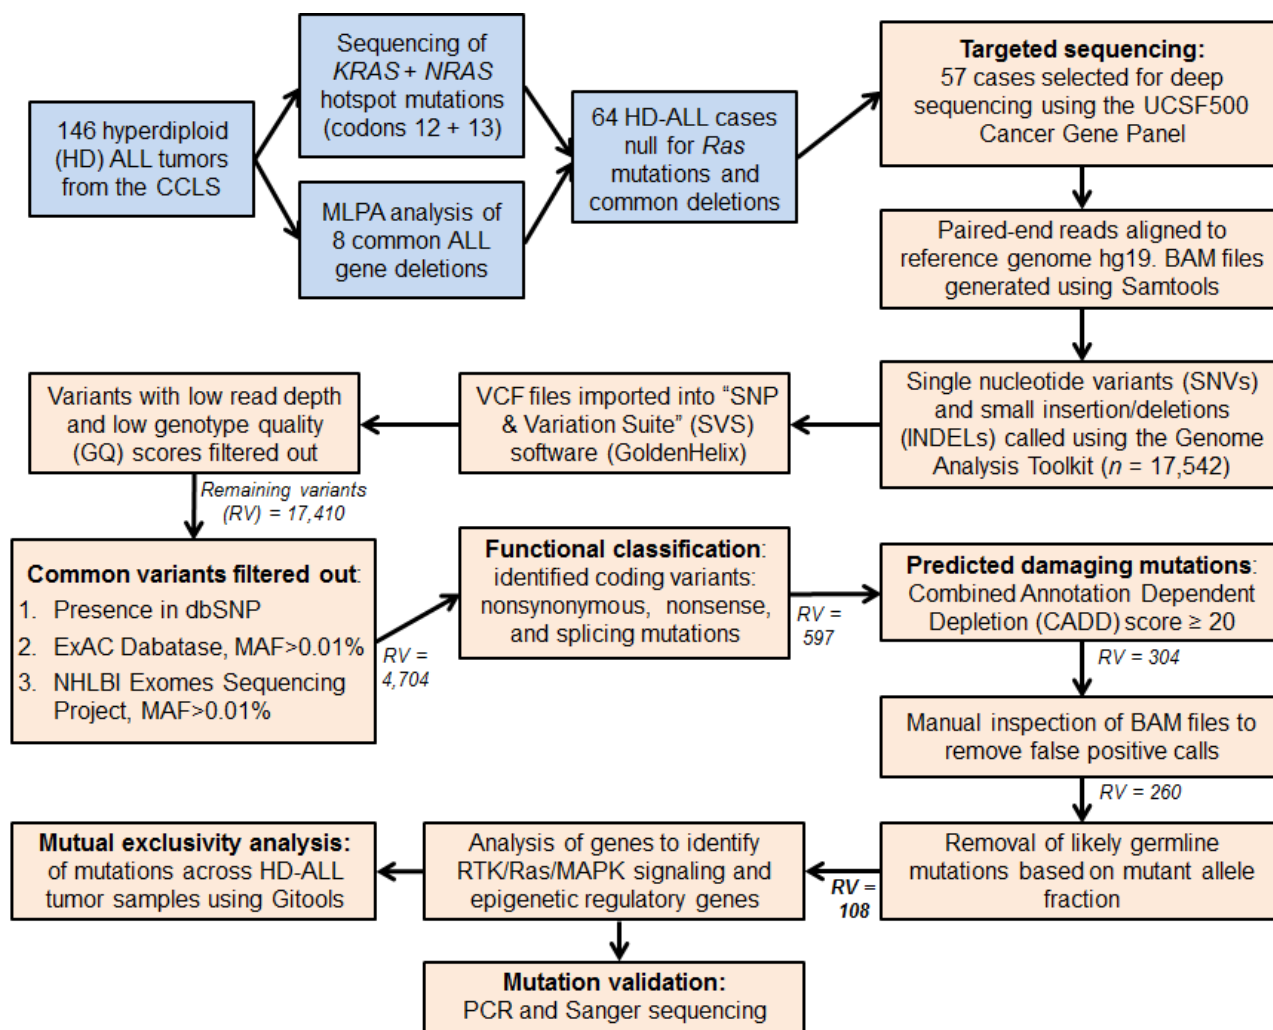 146 hyperdiploid
(HD) ALL tumors
from the CCLS
Sequencing of
KRAS + NRAS
hotspot mutations
(codons 12 + 13)
MLPA analysis of
8 common ALL
gene deletions
64 HD-ALL cases
null for Ras
mutations and
common deletions
Targeted sequencing:
57 cases selected for deep
sequencing using the UCSF500
Cancer Gene Panel
Paired-end reads aligned to
reference genome hg19. BAM files
generated using Samtools
Single nucleotide variants (SNVs)
and small insertion/deletions
(INDELs) called using the Genome
Analysis Toolkit (n = 17,542)
VCF files imported into “SNP
& Variation Suite” (SVS)
software (GoldenHelix)
Variants with low read depth
and low genotype quality
(GQ) scores filtered out
Remaining variants
(RV) = 17,410
Common variants filtered out:
1. Presence in dbSNP
2. ExAC Dabatase, MAF>0.01%
3. NHLBI Exomes Sequencing
Project, MAF>0.01%
RV =
4,704
Functional classification:
identified coding variants:
nonsynonymous, nonsense,
and splicing mutations
RV =
597
Predicted damaging mutations:
Combined Annotation Dependent
Depletion (CADD) score ≥ 20
RV = 304
Manual inspection of BAM files to
remove false positive calls
RV = 260
Removal of likely germline
mutations based on mutant allele
fraction
RV =
108
Analysis of genes to identify
RTK/Ras/MAPK signaling and
epigenetic regulatory genes
Mutual exclusivity analysis:
of mutations across HD-ALL
tumor samples using Gitools
Mutation validation:
PCR and Sanger sequencing